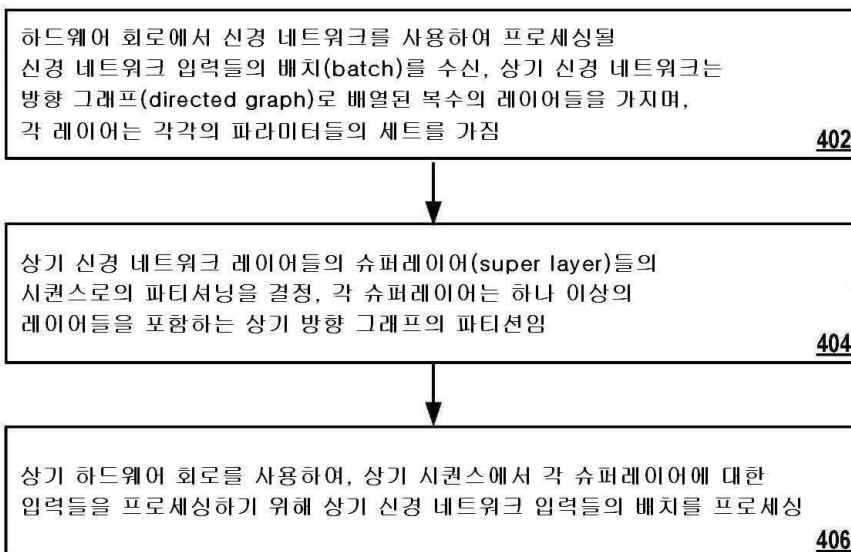 하드웨어 회로에서 신경 네트워크를 사용하여 프로세싱될
신경 네트워크 입력들의 배치(batch)를 수신, 상기 신경 네트워크는
방향 그래프(directed graph)로 배열된 복수의 레이어들을 가지며,
각 레이어는 각각의 파라미터들의 세트를 가짐
402
상기 신경 네트워크 레이어들의 슈퍼레이어(super layer)들의
시퀀스로의 파티셔닝을 결정, 각 슈퍼레이어는 하나 이상의
레이어들을 포함하는 상기 방향 그래프의 파티션임
404
상기 하드웨어 회로를 사용하여, 상기 시퀀스에서 각 슈퍼레이어에 대한
입력들을 프로세싱하기 위해 상기 신경 네트워크 입력들의 배치를 프로세싱
406